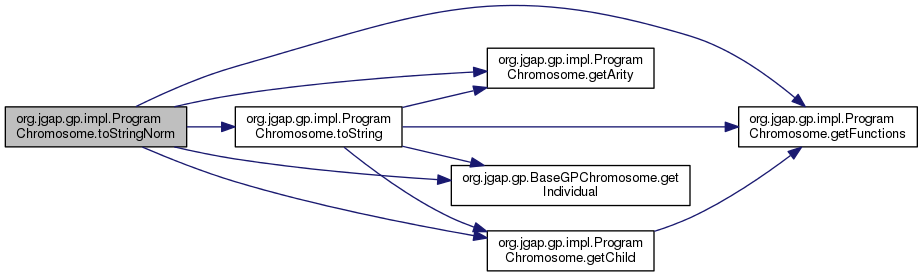 org.jgap.gp.impl.Program
Chromosome.toStringNorm
org.jgap.gp.impl.Program
Chromosome.toString
org.jgap.gp.impl.Program
Chromosome.getArity
org.jgap.gp.BaseGPChromosome.get
Individual
org.jgap.gp.impl.Program
Chromosome.getChild
org.jgap.gp.impl.Program
Chromosome.getFunctions